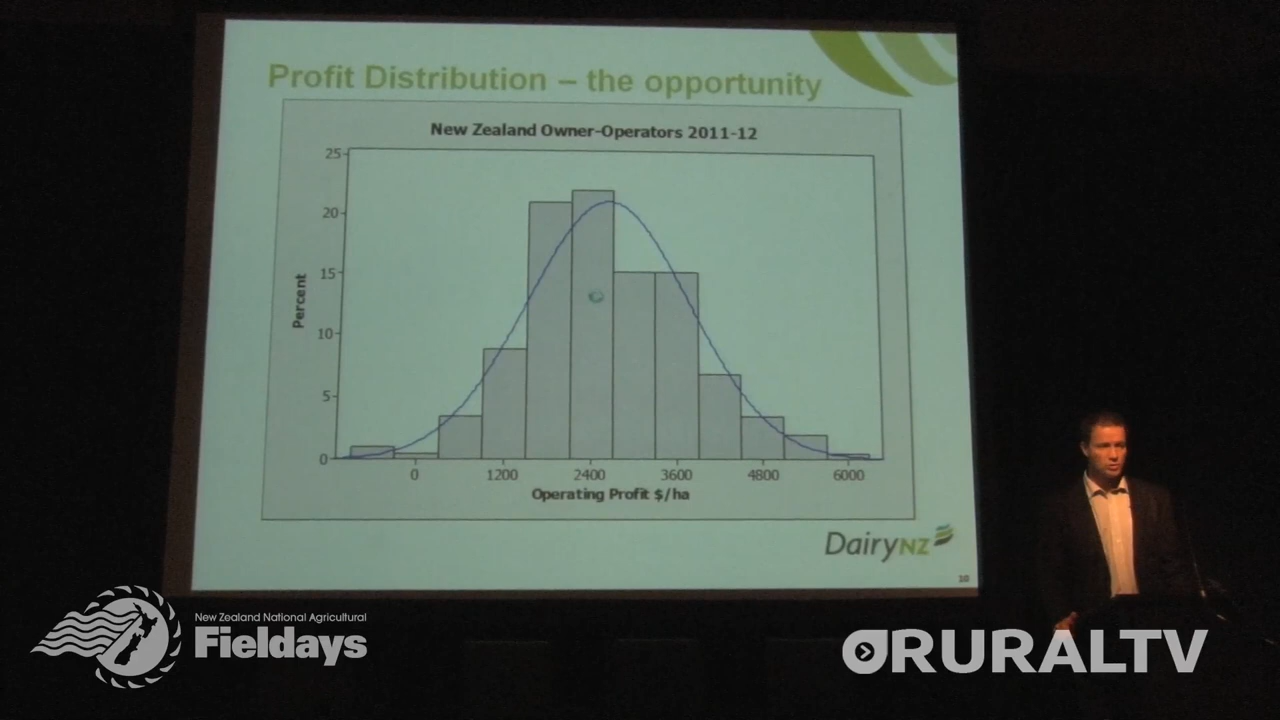 Profit Distribution – the opportunity
New Zealand Owner-Operators 2011-12
25
20
15
10
5
0
Percent
0 1200 2400 3600 4800 6000
Operating Profit $/ha
DairyNZ
10
New Zealand National Agricultural
Fieldays
RURALTV